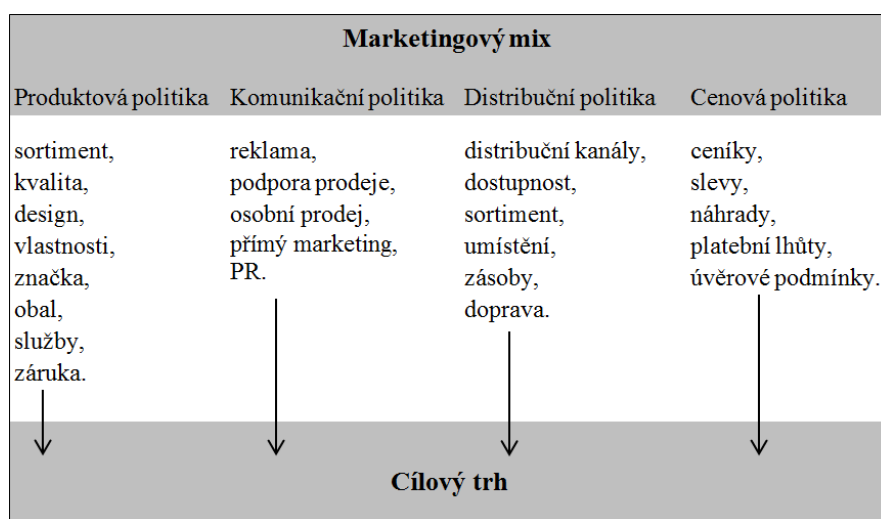 Marketingový mix
Produktová politika
Komunikační politika
Distribuční politika
Cenová politika
sortiment,
kvalita,
design,
vlastnosti,
značka,
obal,
služby,
záruka.
reklama,
podpora prodeje,
osobní prodej,
přímý marketing,
PR.
distribuční kanály,
dostupnost,
sortiment,
umístění,
zásoby,
doprava.
ceníky,
slevy,
náhrady,
platební lhůty,
úvěrové podmínky.
Cílový trh